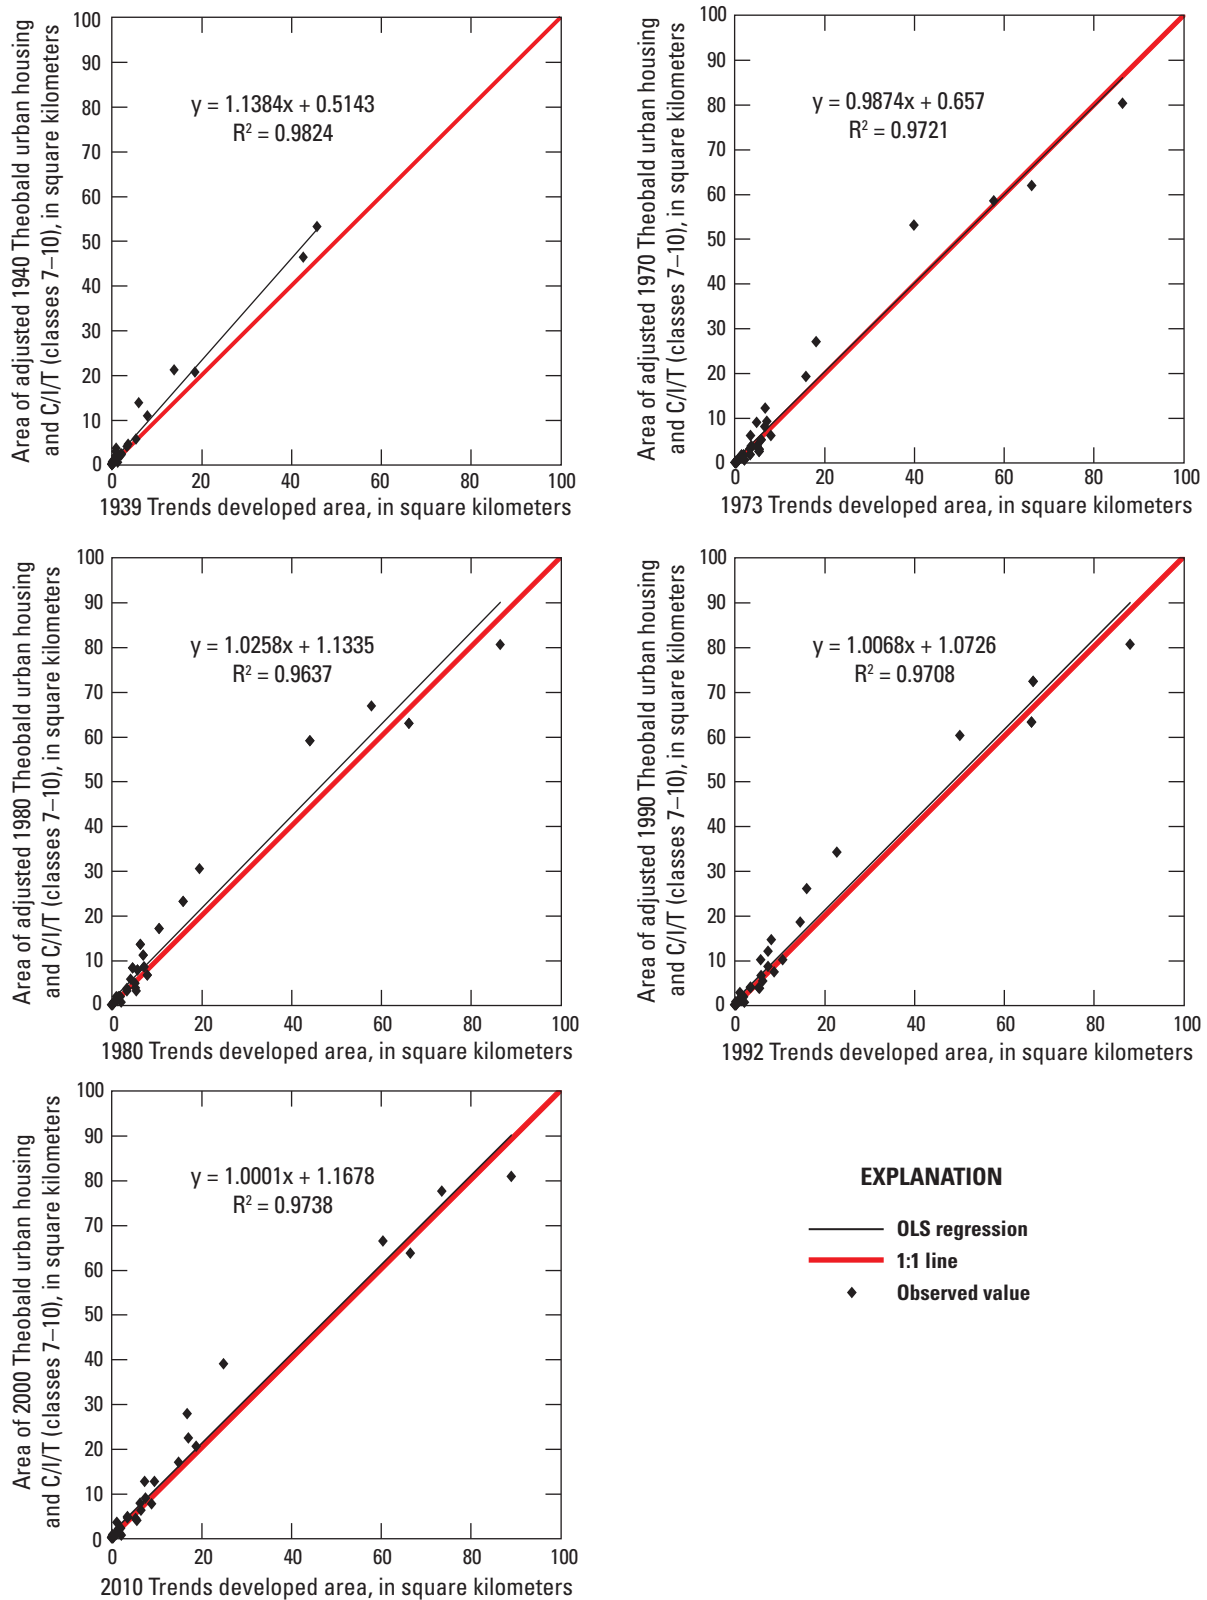 Area of adjusted 1940 Theobald urban housing
and C/I/T (classes 7–10), in square kilometers
100
90
80
70
60
50
40
30
20
10
0
y = 1.1384x + 0.5143
R² = 0.9824
0 20 40 60 80 100
1939 Trends developed area, in square kilometers
Area of adjusted 1970 Theobald urban housing
and C/I/T (classes 7–10), in square kilometers
100
90
80
70
60
50
40
30
20
10
0
y = 0.9874x + 0.657
R² = 0.9721
0 20 40 60 80 100
1973 Trends developed area, in square kilometers
Area of adjusted 1980 Theobald urban housing
and C/I/T (classes 7–10), in square kilometers
100
90
80
70
60
50
40
30
20
10
0
y = 1.0258x + 1.1335
R² = 0.9637
0 20 40 60 80 100
1980 Trends developed area, in square kilometers
Area of adjusted 1990 Theobald urban housing
and C/I/T (classes 7–10), in square kilometers
100
90
80
70
60
50
40
30
20
10
0
y = 1.0068x + 1.0726
R² = 0.9708
0 20 40 60 80 100
1992 Trends developed area, in square kilometers
Area of 2000 Theobald urban housing
and C/I/T (classes 7–10), in square kilometers
100
90
80
70
60
50
40
30
20
10
0
y = 1.0001x + 1.1678
R² = 0.9738
0 20 40 60 80 100
2010 Trends developed area, in square kilometers
EXPLANATION
OLS regression
1:1 line
Observed value